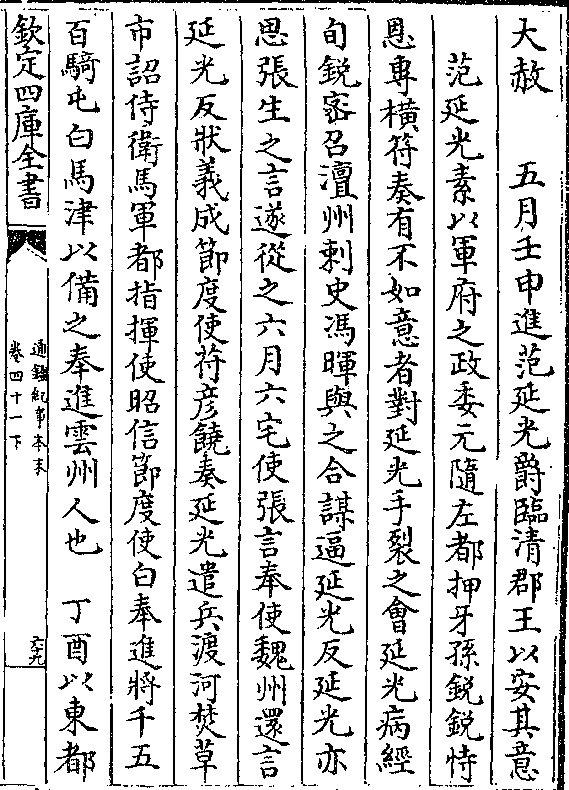 大赦　五月壬申進范延光爵臨清郡王以安其意
范延光素以軍府之政委元隨左都押牙孫鋭鋭恃
恩專橫符奏有不如意者對延光手裂之會延光病經
旬鋭宻召澶州刺史馮暉與之合謀逼延光反延光亦
思張生之言遂從之六月六宅使張言奉使魏州還言
延光反狀義成節度使符彦饒奏延光遣兵渡河焚草
市詔侍衛馬軍都指揮使昭信節度使白奉進將千五
百騎屯白馬津以備之奉進雲州人也　丁酉以東都
欽定四庫全書
通鑑紀事本末
卷四十一下
六十九